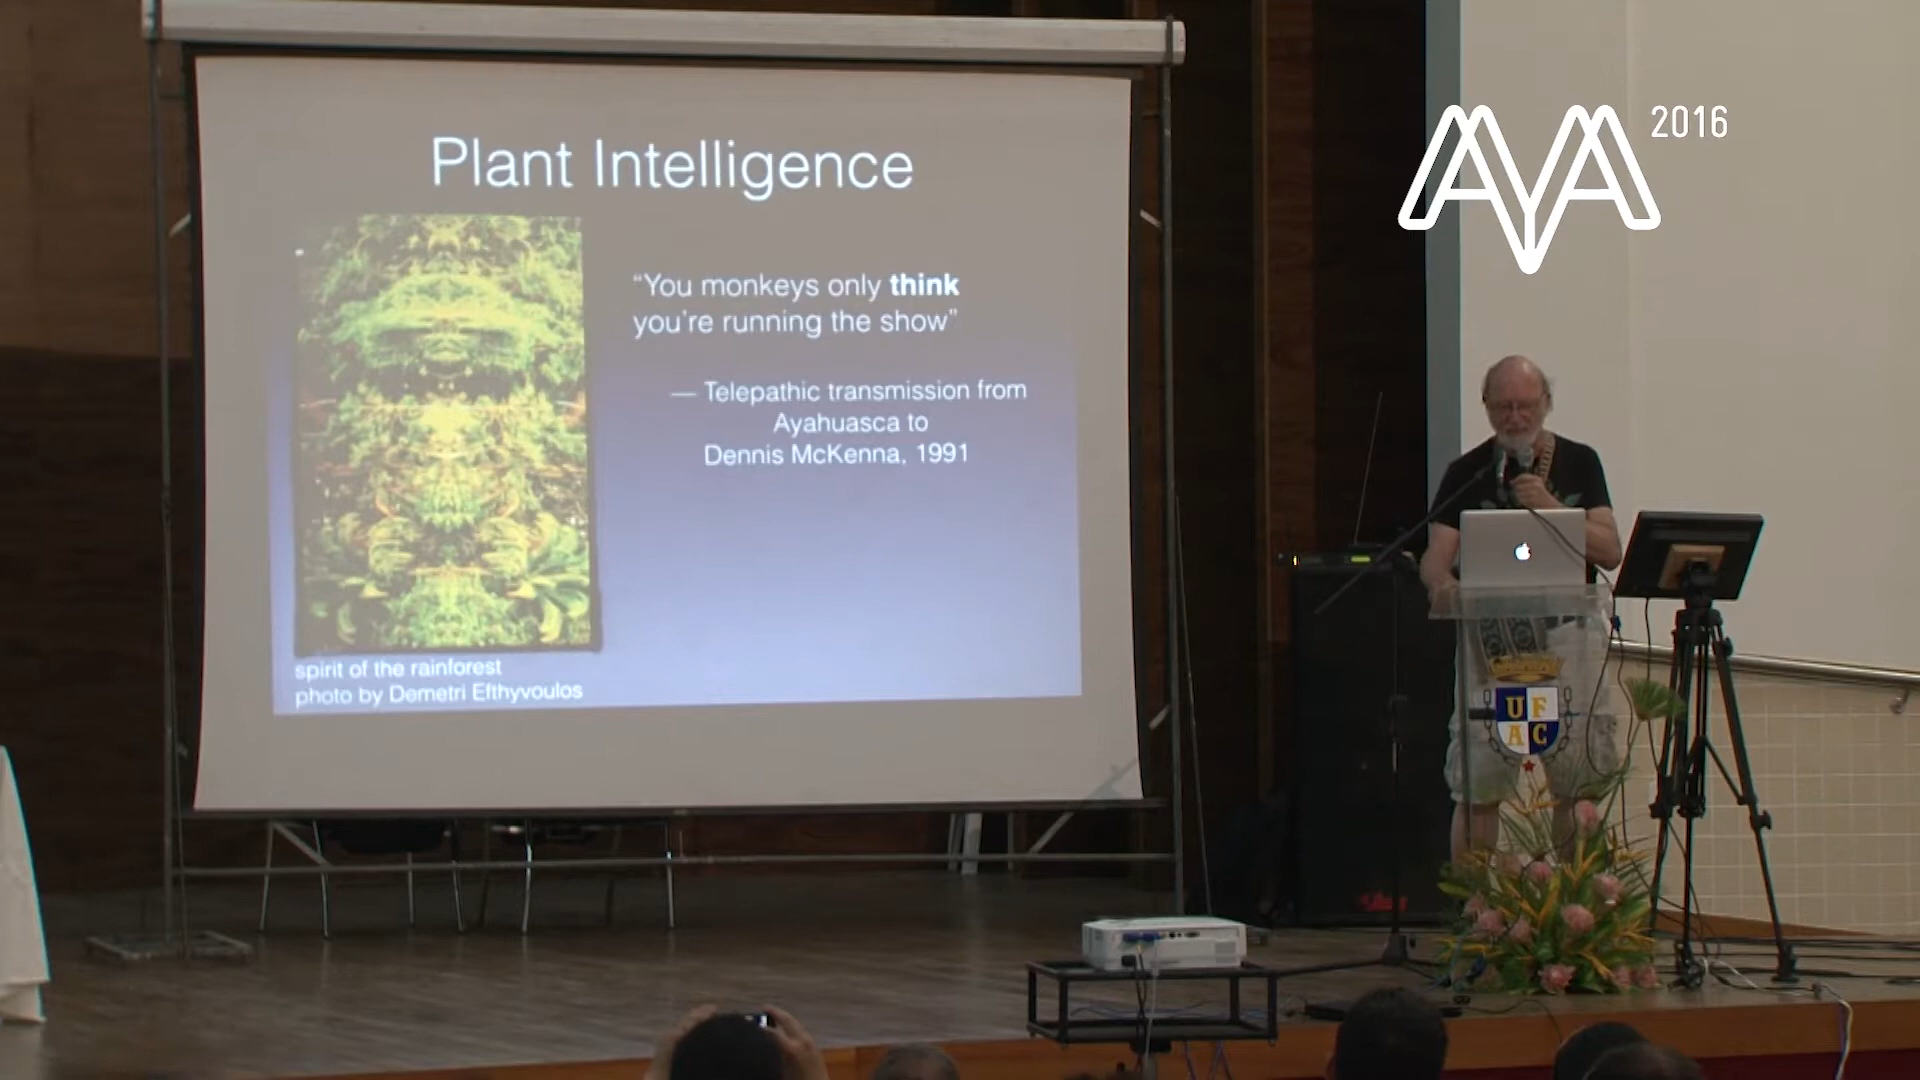 Plant Intelligence
“You monkeys only think
you’re running the show”
— Telepathic transmission from
Ayahuasca to
Dennis McKenna, 1991
spirit of the rainforest
photo by Demetri Efthyvoulos
AYA 2016
U F
A C